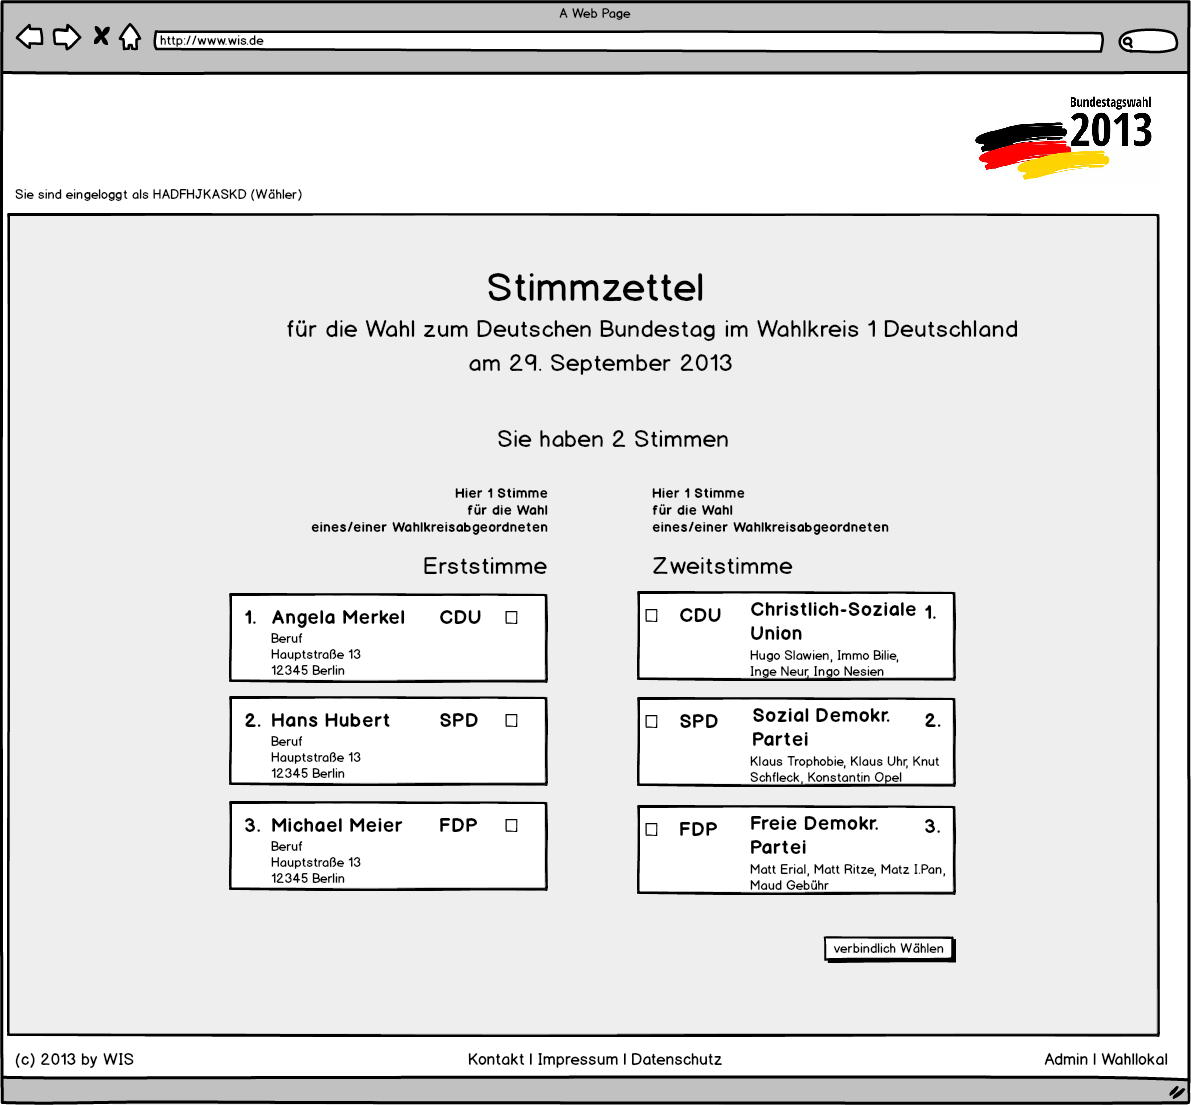 A Web Page
http://www.wis.de
Bundestagswahl
2013
Sie sind eingeloggt als HADFHJKASKD (Wähler)
Stimmzettel
für die Wahl zum Deutschen Bundestag im Wahlkreis 1 Deutschland
am 29. September 2013
Sie haben 2 Stimmen
Hier 1 Stimme
für die Wahl
eines/einer Wahlkreisabgeordneten
Erststimme
1. Angela Merkel CDU
Beruf
Hauptstraße 13
12345 Berlin
2. Hans Hubert SPD
Beruf
Hauptstraße 13
12345 Berlin
3. Michael Meier FDP
Beruf
Hauptstraße 13
12345 Berlin
Hier 1 Stimme
für die Wahl
eines/einer Wahlkreisabgeordneten
Zweitstimme
CDU Christlich-Soziale 1.
Union
Hugo Slawien, Immo Bilie,
Inge Neur, Ingo Nesien
SPD Sozial Demokr. 2.
Partei
Klaus Trophobie, Klaus Uhr, Knut
Schfleck, Konstantin Opel
FDP Freie Demokr. 3.
Partei
Matt Erial, Matt Ritze, Matz I.Pan,
Maud Gebühr
verbindlich Wählen
(c) 2013 by WIS
Kontakt | Impressum | Datenschutz
Admin | Wahllokal